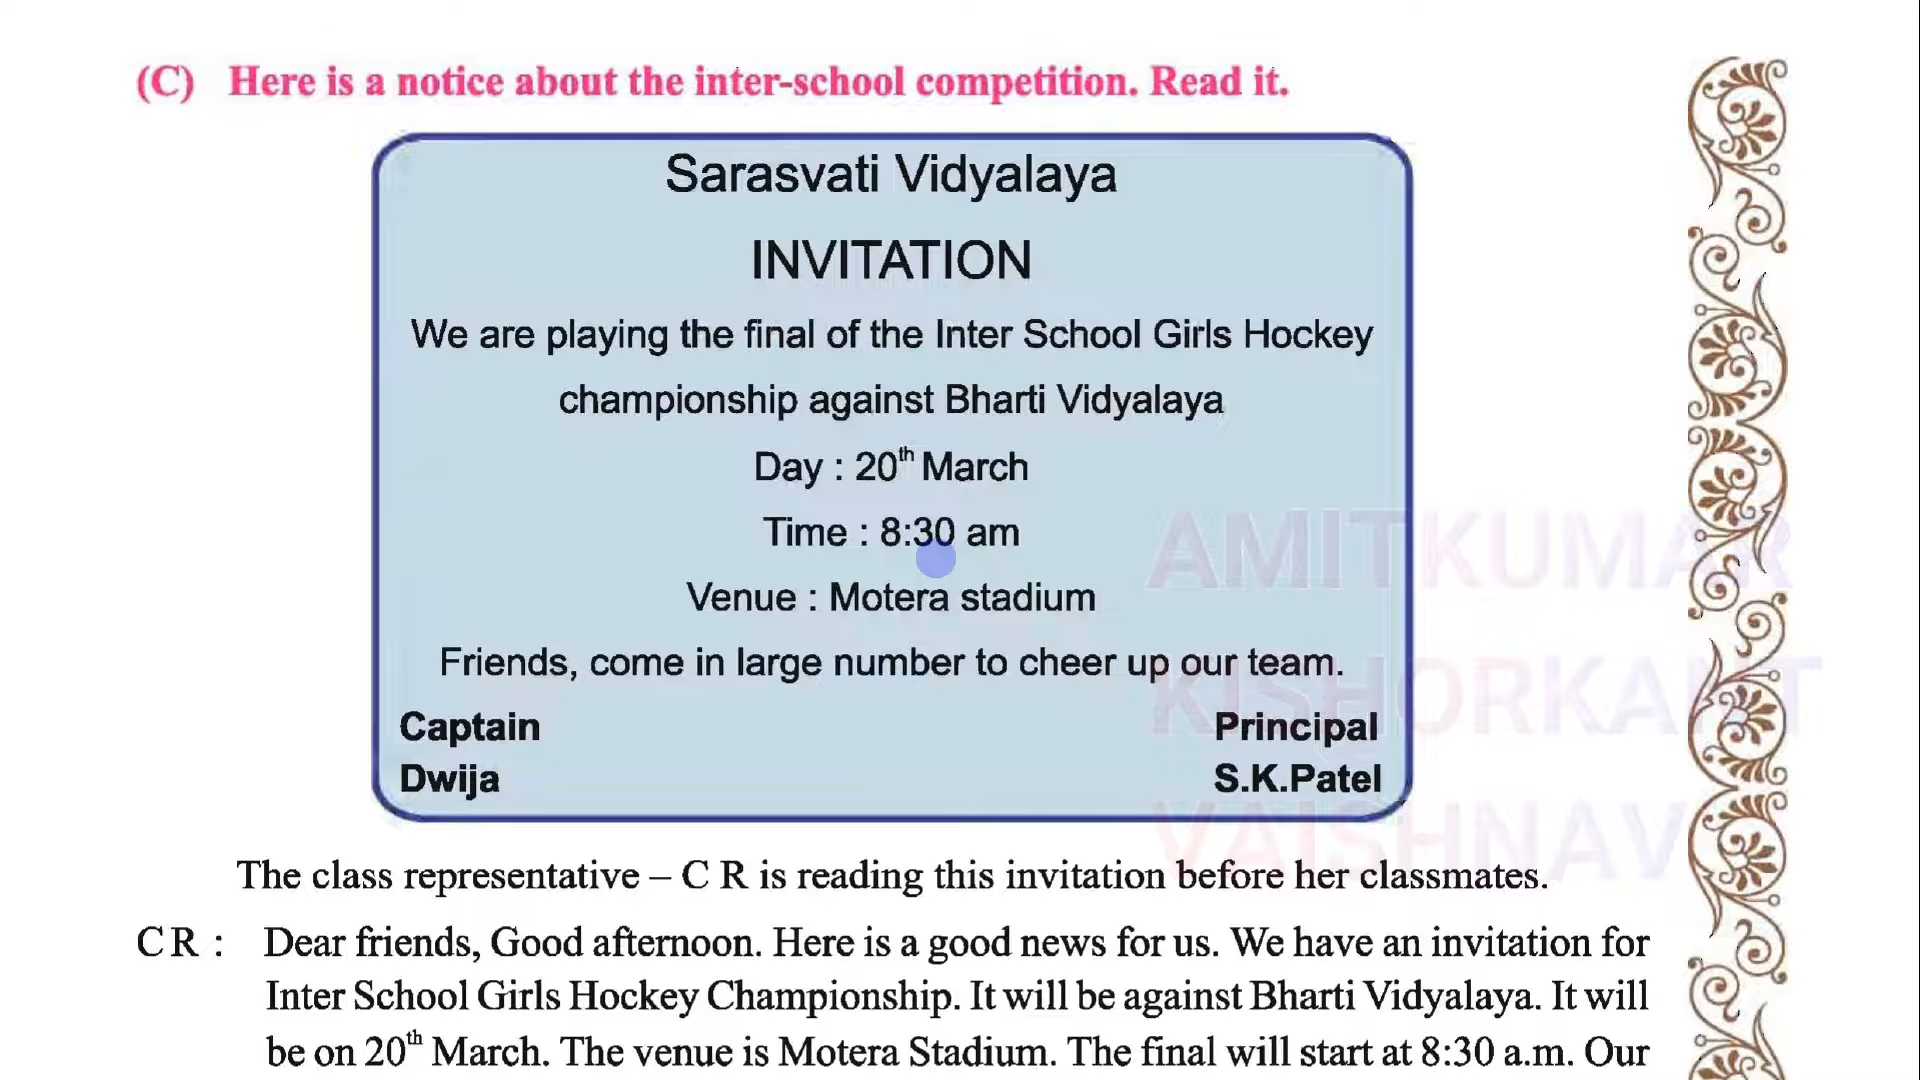 (C) Here is a notice about the inter-school competition. Read it.
Sarasvati Vidyalaya
INVITATION
We are playing the final of the Inter School Girls Hockey
championship against Bharti Vidyalaya
Day : 20th March
Time : 8:30 am
Venue : Motera stadium
Friends, come in large number to cheer up our team.
Captain Principal
Dwija S.K.Patel
AMITKUMAR
KISHORKANT
VAISHNAV
The class representative – C R is reading this invitation before her classmates.
C R : Dear friends, Good afternoon. Here is a good news for us. We have an invitation for
Inter School Girls Hockey Championship. It will be against Bharti Vidyalaya. It will
be on 20th March. The venue is Motera Stadium. The final will start at 8:30 a.m. Our